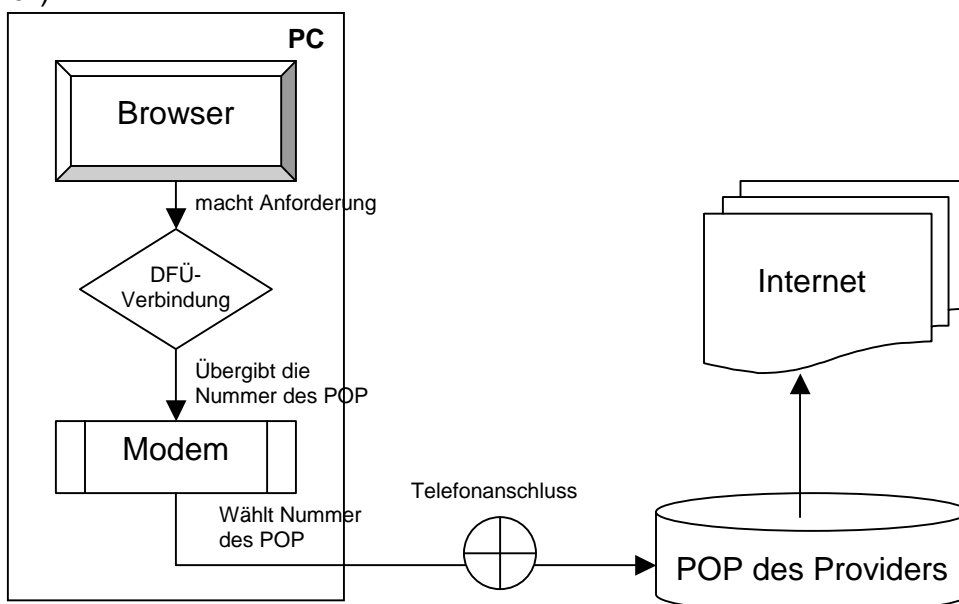 PC
Browser
macht Anforderung
DFÜ-
Verbindung
Übergibt die
Nummer des POP
Modem
Wählt Nummer
des POP
Telefonanschluss
POP des Providers
Internet